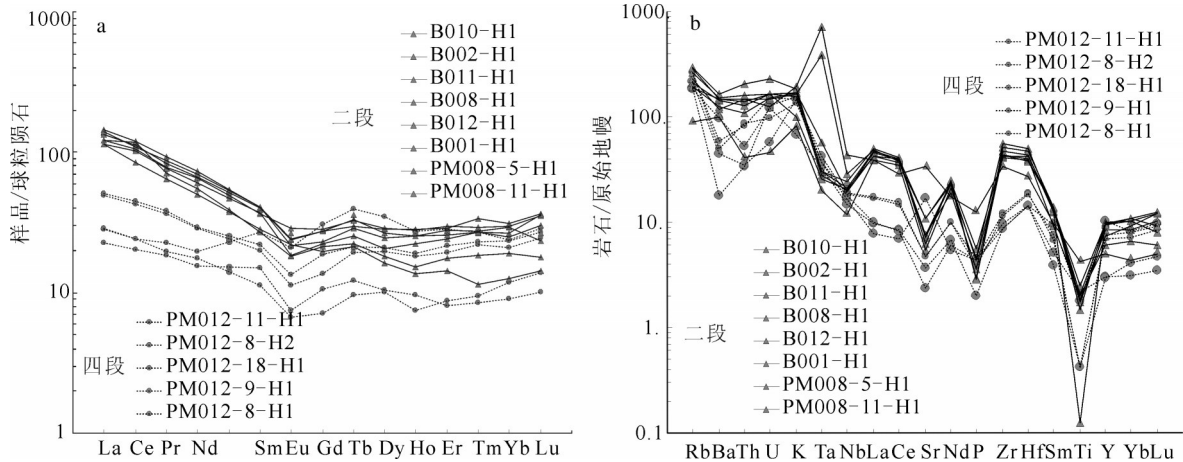 a
1000
100
10
1
样品/球粒陨石
B010-H1
B002-H1
B011-H1
B008-H1
B012-H1
B001-H1
PM008-5-H1
PM008-11-H1
二段
PM012-11-H1
PM012-8-H2
PM012-18-H1
PM012-9-H1
PM012-8-H1
四段
La Ce Pr Nd Sm Eu Gd Tb Dy Ho Er Tm Yb Lu
b
1000
100.
10
1.
0.1
岩石/原始地幔
PM012-11-H1
PM012-8-H2
PM012-18-H1
PM012-9-H1
PM012-8-H1
四段
B010-H1
B002-H1
B011-H1
B008-H1
B012-H1
B001-H1
PM008-5-H1
PM008-11-H1
二段
Rb Ba Th U K Ta Nb La Ce Sr Nd P Zr Hf Sm Ti Y Yb Lu